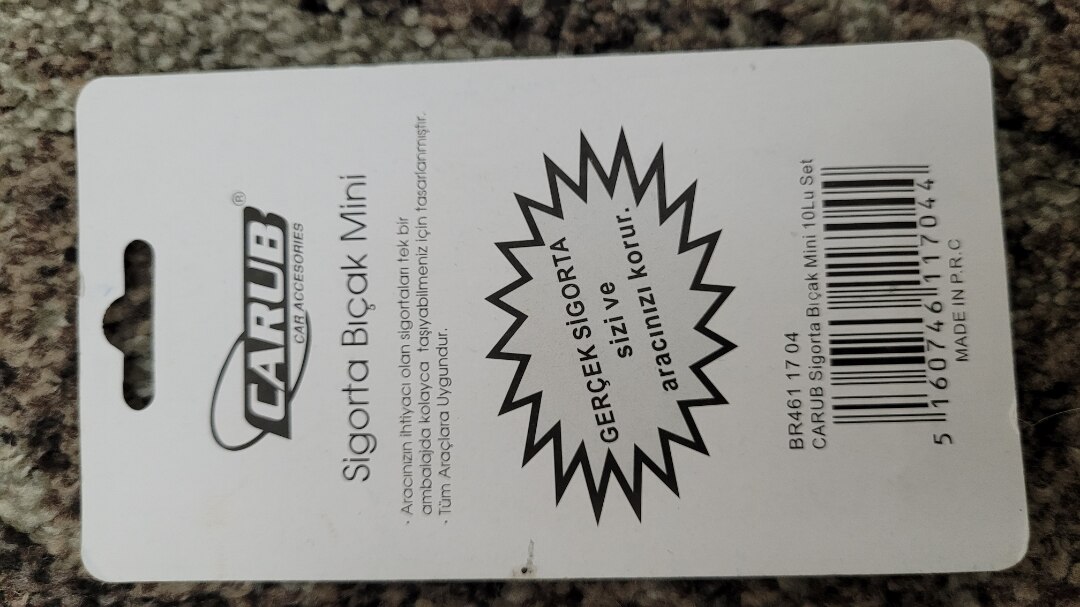 CARUB®
CAR ACCESORIES
Sigorta Bıçak Mini
· Aracınızın ihtiyacı olan sigortaları tek bir
ambalajda kolayca taşıyabilmeniz için tasarlanmıştır.
· Tüm Araçlara Uygundur.
GERÇEK SİGORTA
sizi ve
aracınızı korur.
BR461 17 04
CARUB Sigorta Bıçak Mini 10Lu Set
5 160746 117044
MADE IN P.R.C